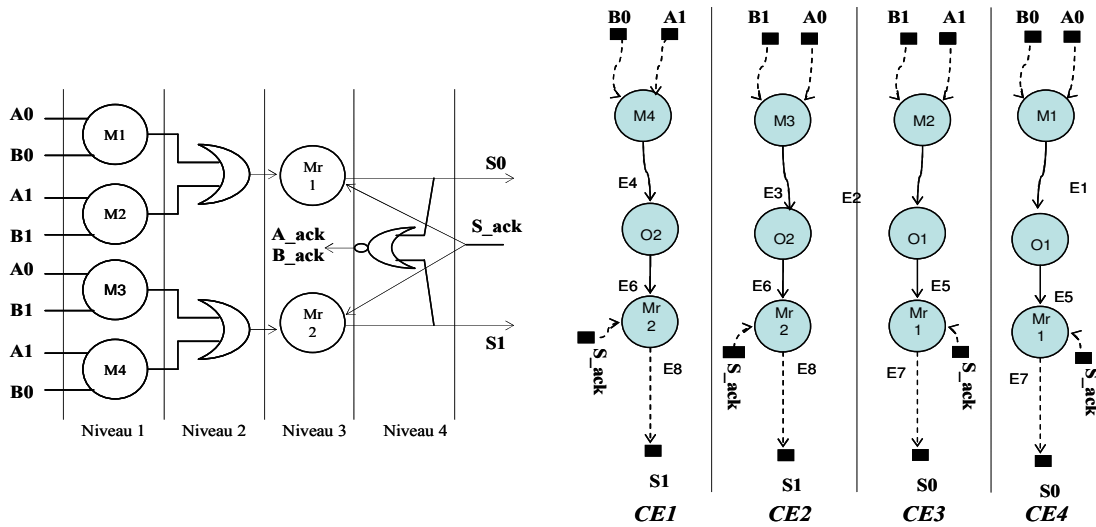 A0
B0
A1
B1
A0
B1
A1
B0
M1
M2
M3
M4
Mr
1
Mr
2
S0
S_ack
A_ack
B_ack
S1
Niveau 1
Niveau 2
Niveau 3
Niveau 4
B0 A1
M4
E4
O2
E6
Mr
2
S_ack
E8
S1
CE1
B1 A0
M3
E3
O2
E6
Mr
2
S_ack
E8
S1
CE2
B1 A1
M2
E2
O1
E5
Mr
1
S_ack
E7
S0
CE3
B0 A0
M1
E1
O1
E5
Mr
1
S_ack
E7
S0
CE4